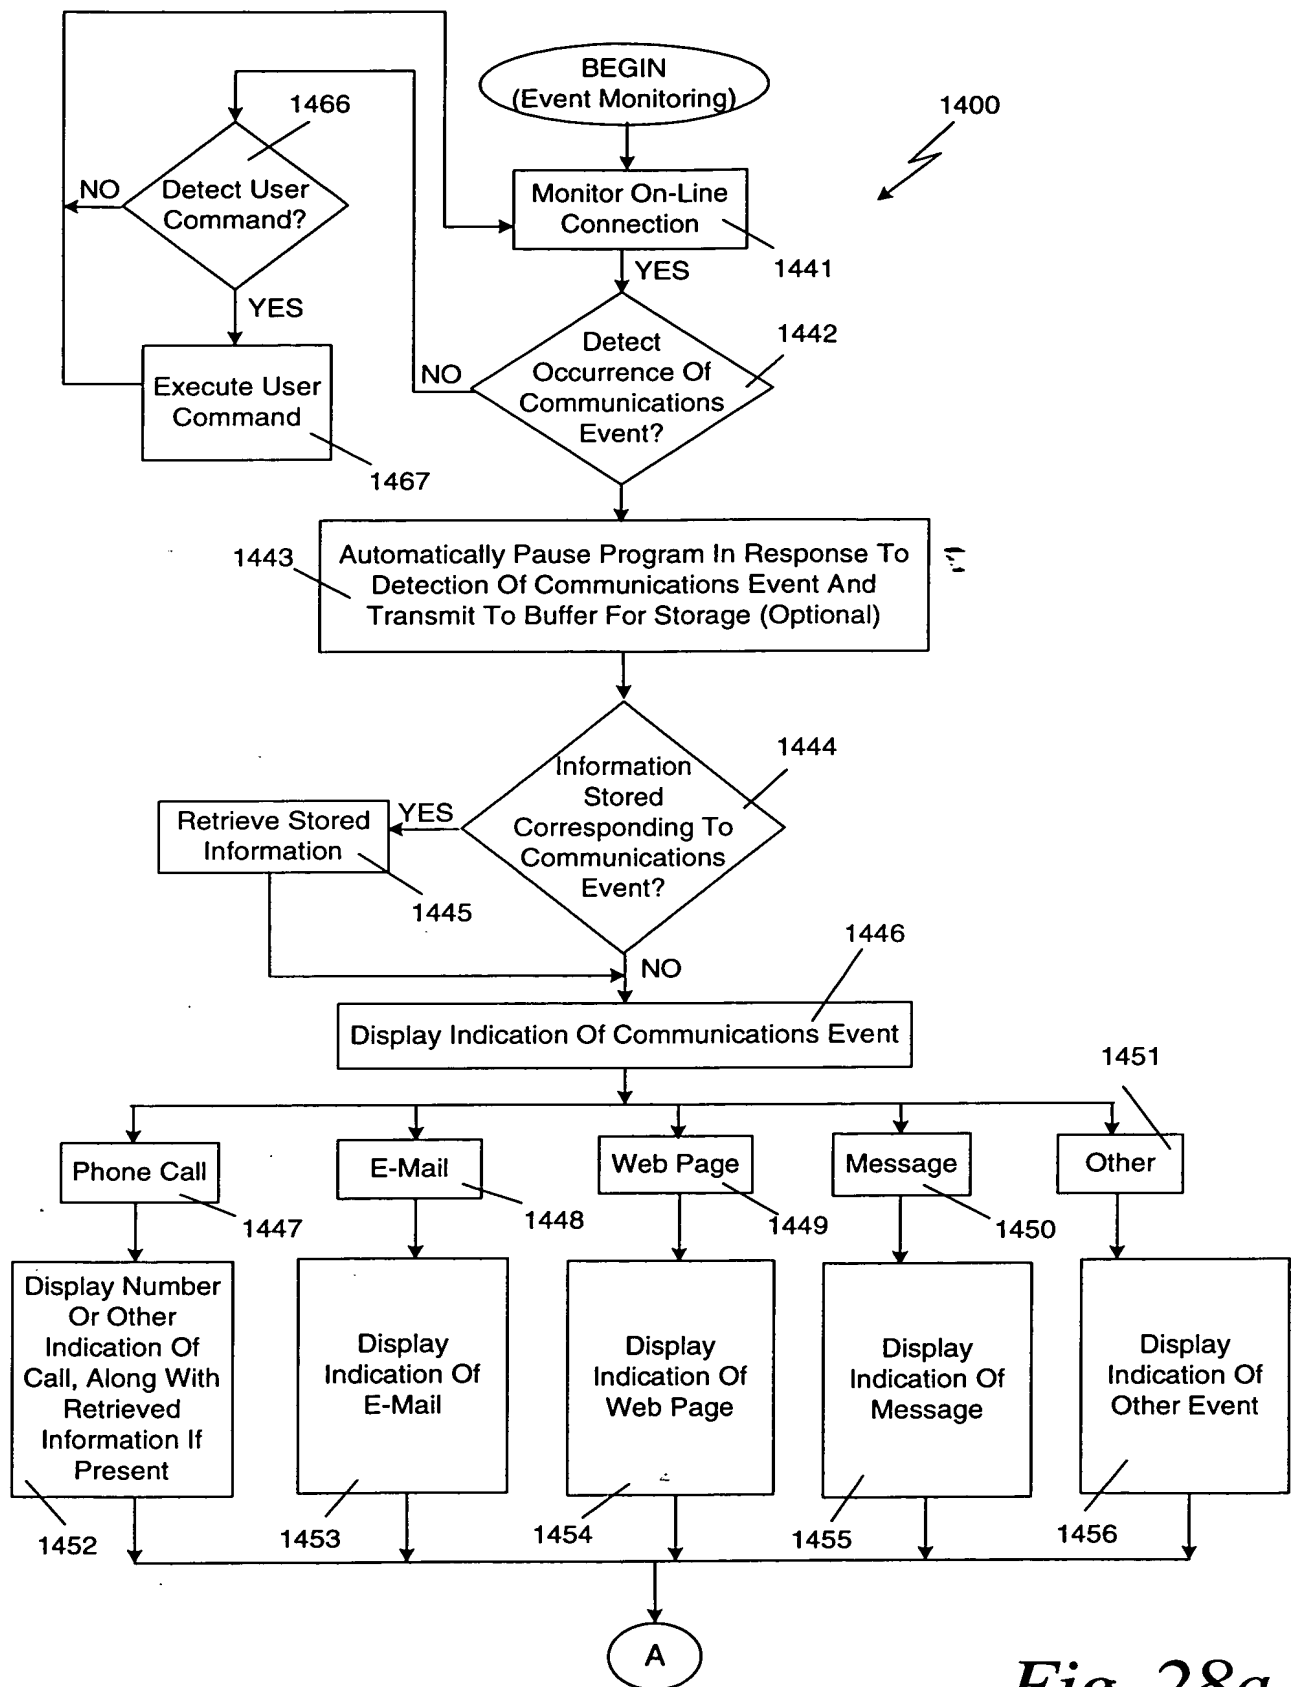 BEGIN
(Event Monitoring)
1400
1466
Detect User
Command?
NO
YES
Monitor On-Line
Connection
1441
YES
Execute User
Command
1467
Detect
Occurrence Of
Communications
Event?
1442
NO
1443
Automatically Pause Program In Response To
Detection Of Communications Event And
Transmit To Buffer For Storage (Optional)
Information
Stored
Corresponding To
Communications
Event?
1444
YES
Retrieve Stored
Information
1445
NO
1446
Display Indication Of Communications Event
1451
Phone Call
E-Mail
Web Page
Message
Other
1447
1448
1449
1450
Display Number
Or Other
Indication Of
Call, Along With
Retrieved
Information If
Present
Display
Indication Of
E-Mail
Display
Indication Of
Web Page
Display
Indication Of
Message
Display
Indication Of
Other Event
1452
1453
1454
1455
1456
A
Fig. 28a